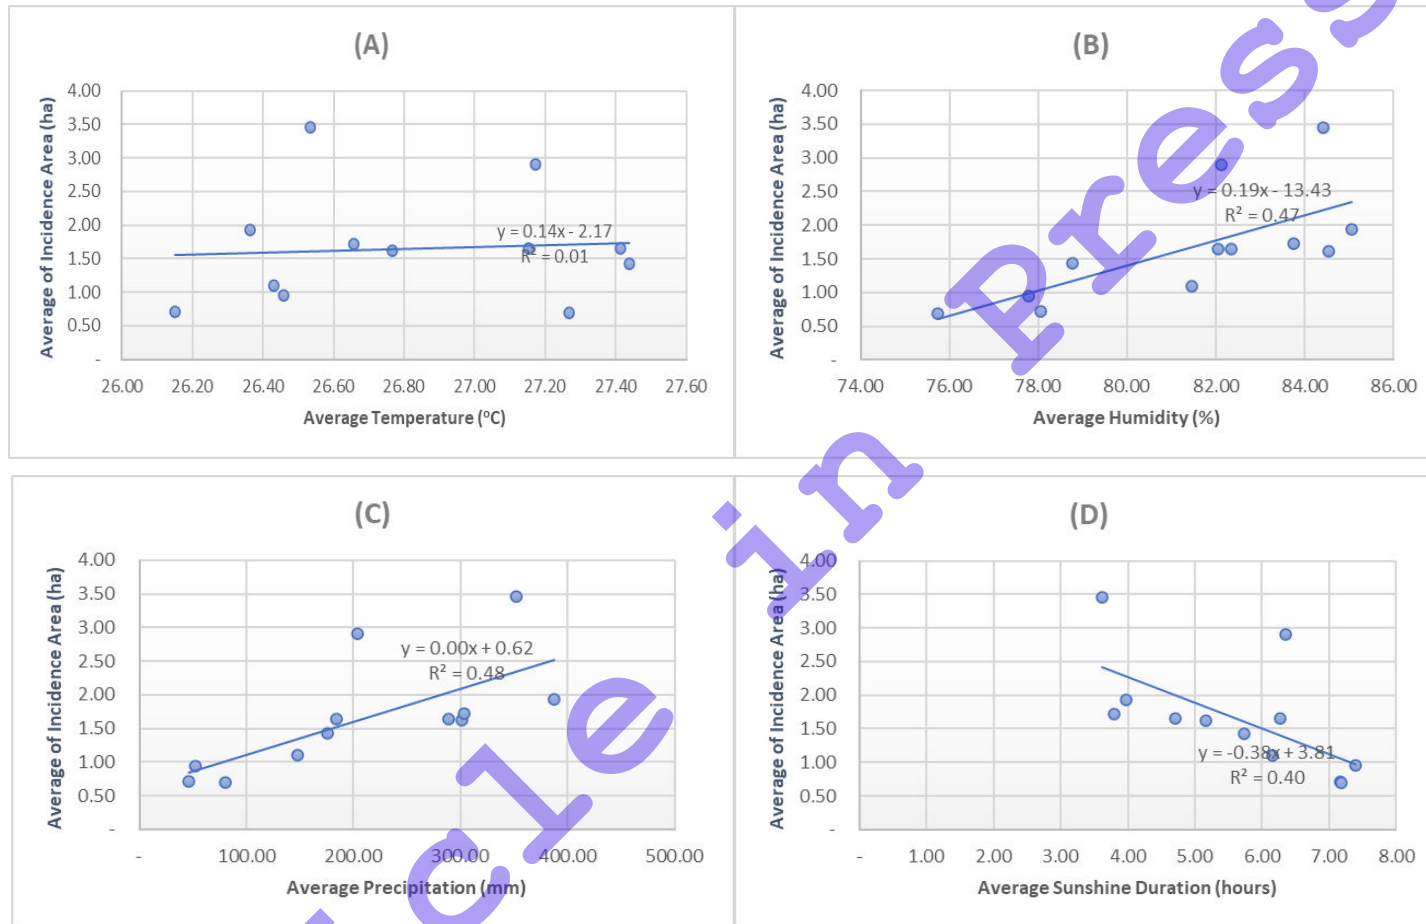 (A)
Average of Incidence Area (ha)
4.00
3.50
3.00
2.50
2.00
1.50
1.00
0.50
-
y = 0.14x - 2.17
R² = 0.01
26.00 26.20 26.40 26.60 26.80 27.00 27.20 27.40 27.60
Average Temperature (°C)
(B)
Average of Incidence Area (ha)
4.00
3.50
3.00
2.50
2.00
1.50
1.00
0.50
-
y = 0.19x - 13.43
R² = 0.47
74.00 76.00 78.00 80.00 82.00 84.00 86.00
Average Humidity (%)
(C)
Average of Incidence Area (ha)
4.00
3.50
3.00
2.50
2.00
1.50
1.00
0.50
-
y = 0.00x + 0.62
R² = 0.48
- 100.00 200.00 300.00 400.00 500.00
Average Precipitation (mm)
(D)
Average of Incidence Area (ha)
4.00
3.50
3.00
2.50
2.00
1.50
1.00
0.50
-
y = -0.38x + 3.81
R² = 0.40
- 1.00 2.00 3.00 4.00 5.00 6.00 7.00 8.00
Average Sunshine Duration (hours)
cle in Press